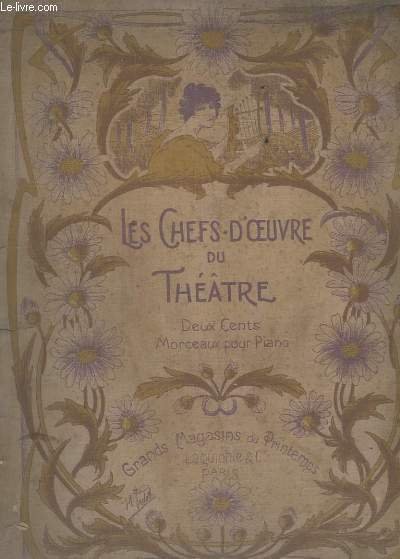 Le-livre.com
LES CHEFS-D'ŒUVRE
DU
THÉÂTRE
Deux Cents
Morceaux pour Piano
Grands Magasins du Printemps
PARIS